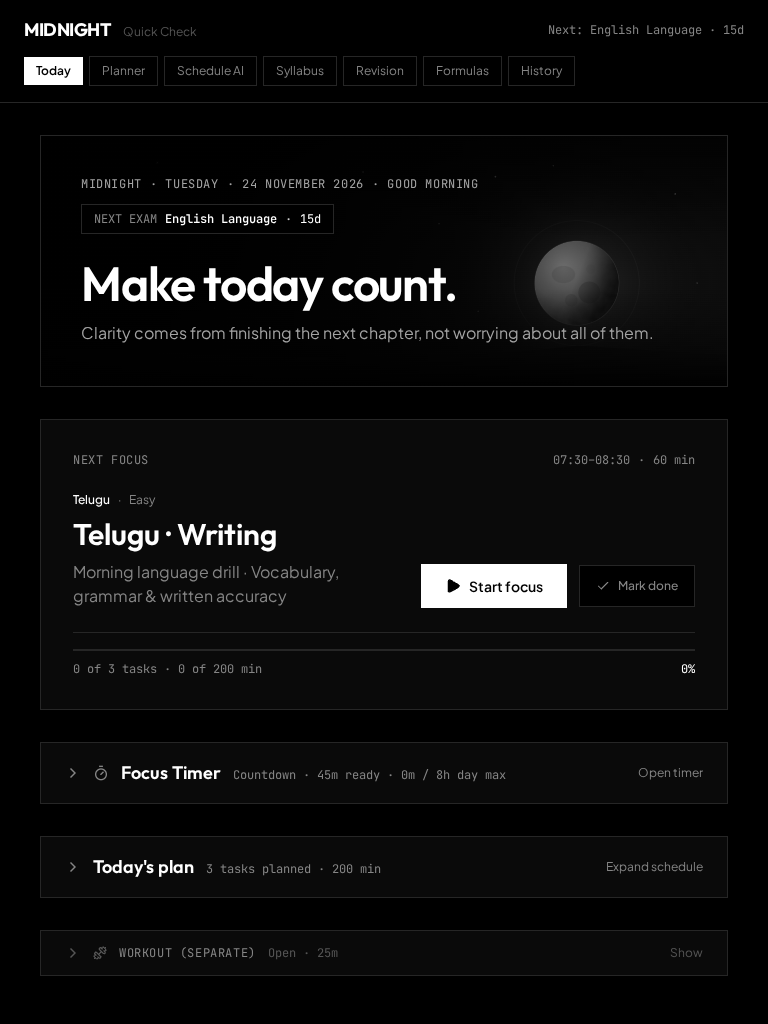 MIDNIGHT Quick Check
Next: English Language · 15d
Today Planner Schedule AI Syllabus Revision Formulas History
MIDNIGHT · TUESDAY · 24 NOVEMBER 2026 · GOOD MORNING
NEXT EXAM English Language · 15d
Make today count.
Clarity comes from finishing the next chapter, not worrying about all of them.
NEXT FOCUS
07:30–08:30 · 60 min
Telugu · Easy
Telugu · Writing
Morning language drill · Vocabulary,
grammar & written accuracy
Start focus
Mark done
0 of 3 tasks · 0 of 200 min
0%
Focus Timer Countdown · 45m ready · 0m / 8h day max
Open timer
Today's plan 3 tasks planned · 200 min
Expand schedule
WORKOUT (SEPARATE) Open · 25m
Show